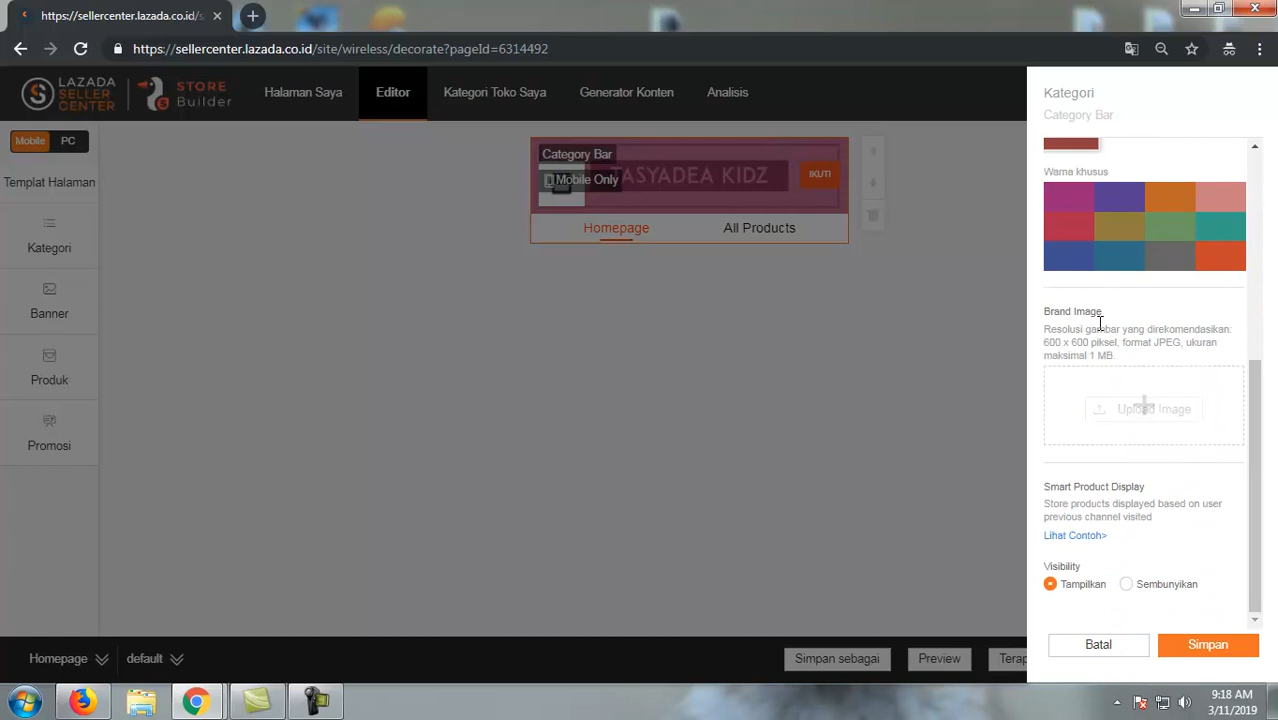 https://sellercenter.lazada.co.id/s
https://sellercenter.lazada.co.id/site/wireless/decorate?pageId=6314492
LAZADA
SELLER
CENTER
STORE
Builder
Halaman Saya
Editor
Kategori Toko Saya
Generator Konten
Analisis
Mobile
PC
Templat Halaman
Kategori
Banner
Produk
Promosi
Category Bar
Mobile Only
TASYADEA KIDZ
IKUTI
Homepage
All Products
Kategori
Category Bar
Warna khusus
Brand Image
Resolusi gambar yang direkomendasikan:
600 x 600 piksel, format JPEG, ukuran
maksimal 1 MB.
Upload Image
Smart Product Display
Store products displayed based on user
previous channel visited
Lihat Contoh>
Visibility
Tampilkan
Sembunyikan
Batal
Simpan
Homepage
default
Simpan sebagai
Preview
Terap
9:18 AM
3/11/2019